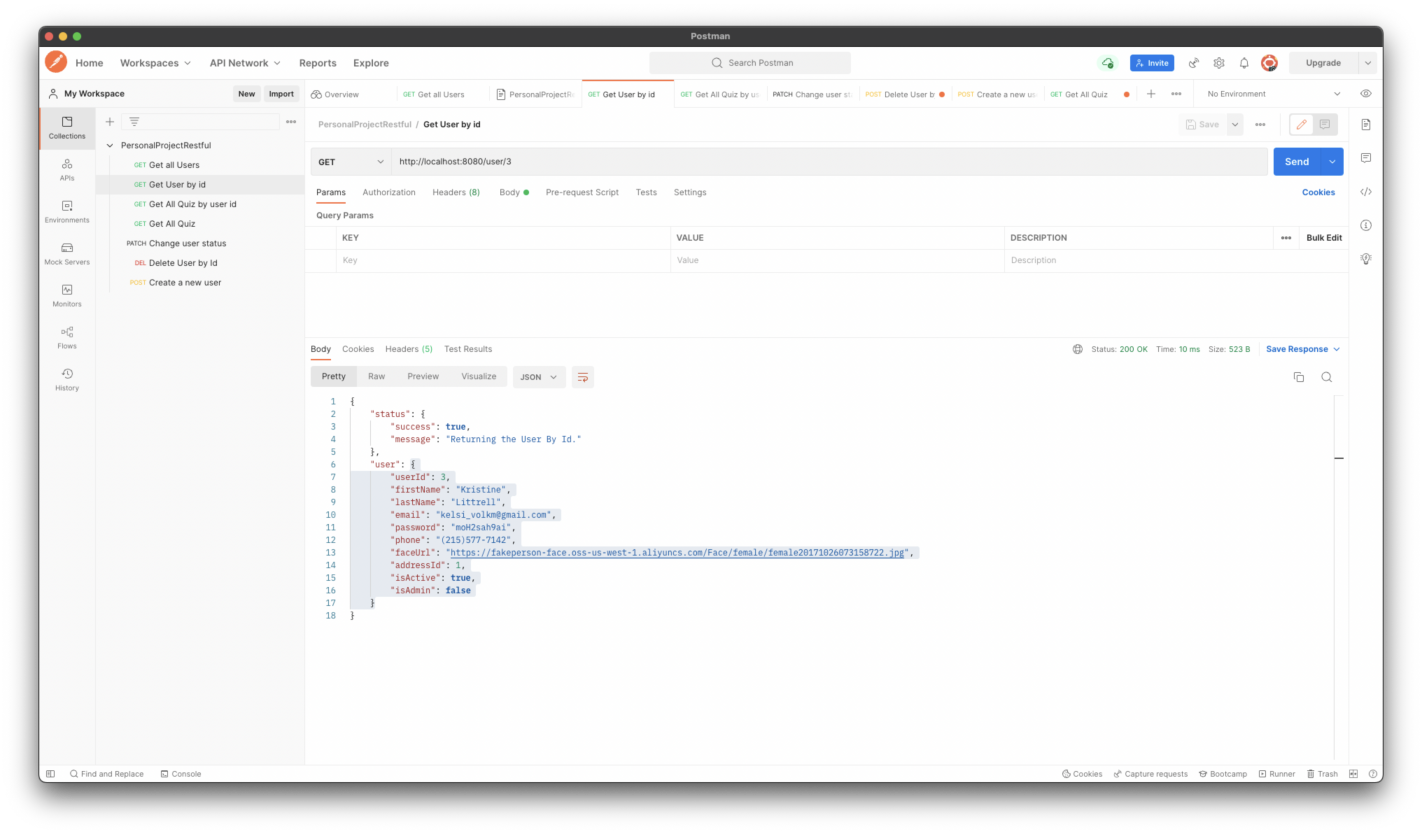 Postman
Home Workspaces API Network Reports Explore Search Postman Invite Upgrade
My Workspace New Import Overview GET Get all Users PersonalProjectRe GET Get User by id GET Get All Quiz by us PATCH Change user st DEL Delete User b POST Create a new us GET Get All Quiz No Environment
Collections
APIs
Environments
Mock Servers
Monitors
Flows
History
PersonalProjectRestful
GET Get all Users
GET Get User by id
GET Get All Quiz by user id
GET Get All Quiz
PATCH Change user status
DEL Delete User by Id
POST Create a new user
PersonalProjectRestful / Get User by id Save
GET http://localhost:8080/user/3 Send
Params Authorization Headers (8) Body Pre-request Script Tests Settings Cookies
Query Params
KEY VALUE DESCRIPTION Bulk Edit
Key Value Description
Body Cookies Headers (5) Test Results Status: 200 OK Time: 10 ms Size: 523 B Save Response
Pretty Raw Preview Visualize JSON
1 {
2 "status": {
3 "success": true,
4 "message": "Returning the User By Id."
5 },
6 "user": {
7 "userId": 3,
8 "firstName": "Kristine",
9 "lastName": "Littrell",
10 "email": "kelsi_volkm@gmail.com",
11 "password": "moH2sah9ai",
12 "phone": "(215)577-7142",
13 "faceUrl": "https://fakeperson-face.oss-us-west-1.aliyuncs.com/Face/female/female20171026073158722.jpg",
14 "addressId": 1,
15 "isActive": true,
16 "isAdmin": false
17 }
18 }
Find and Replace Console Cookies Capture requests Bootcamp Runner Trash